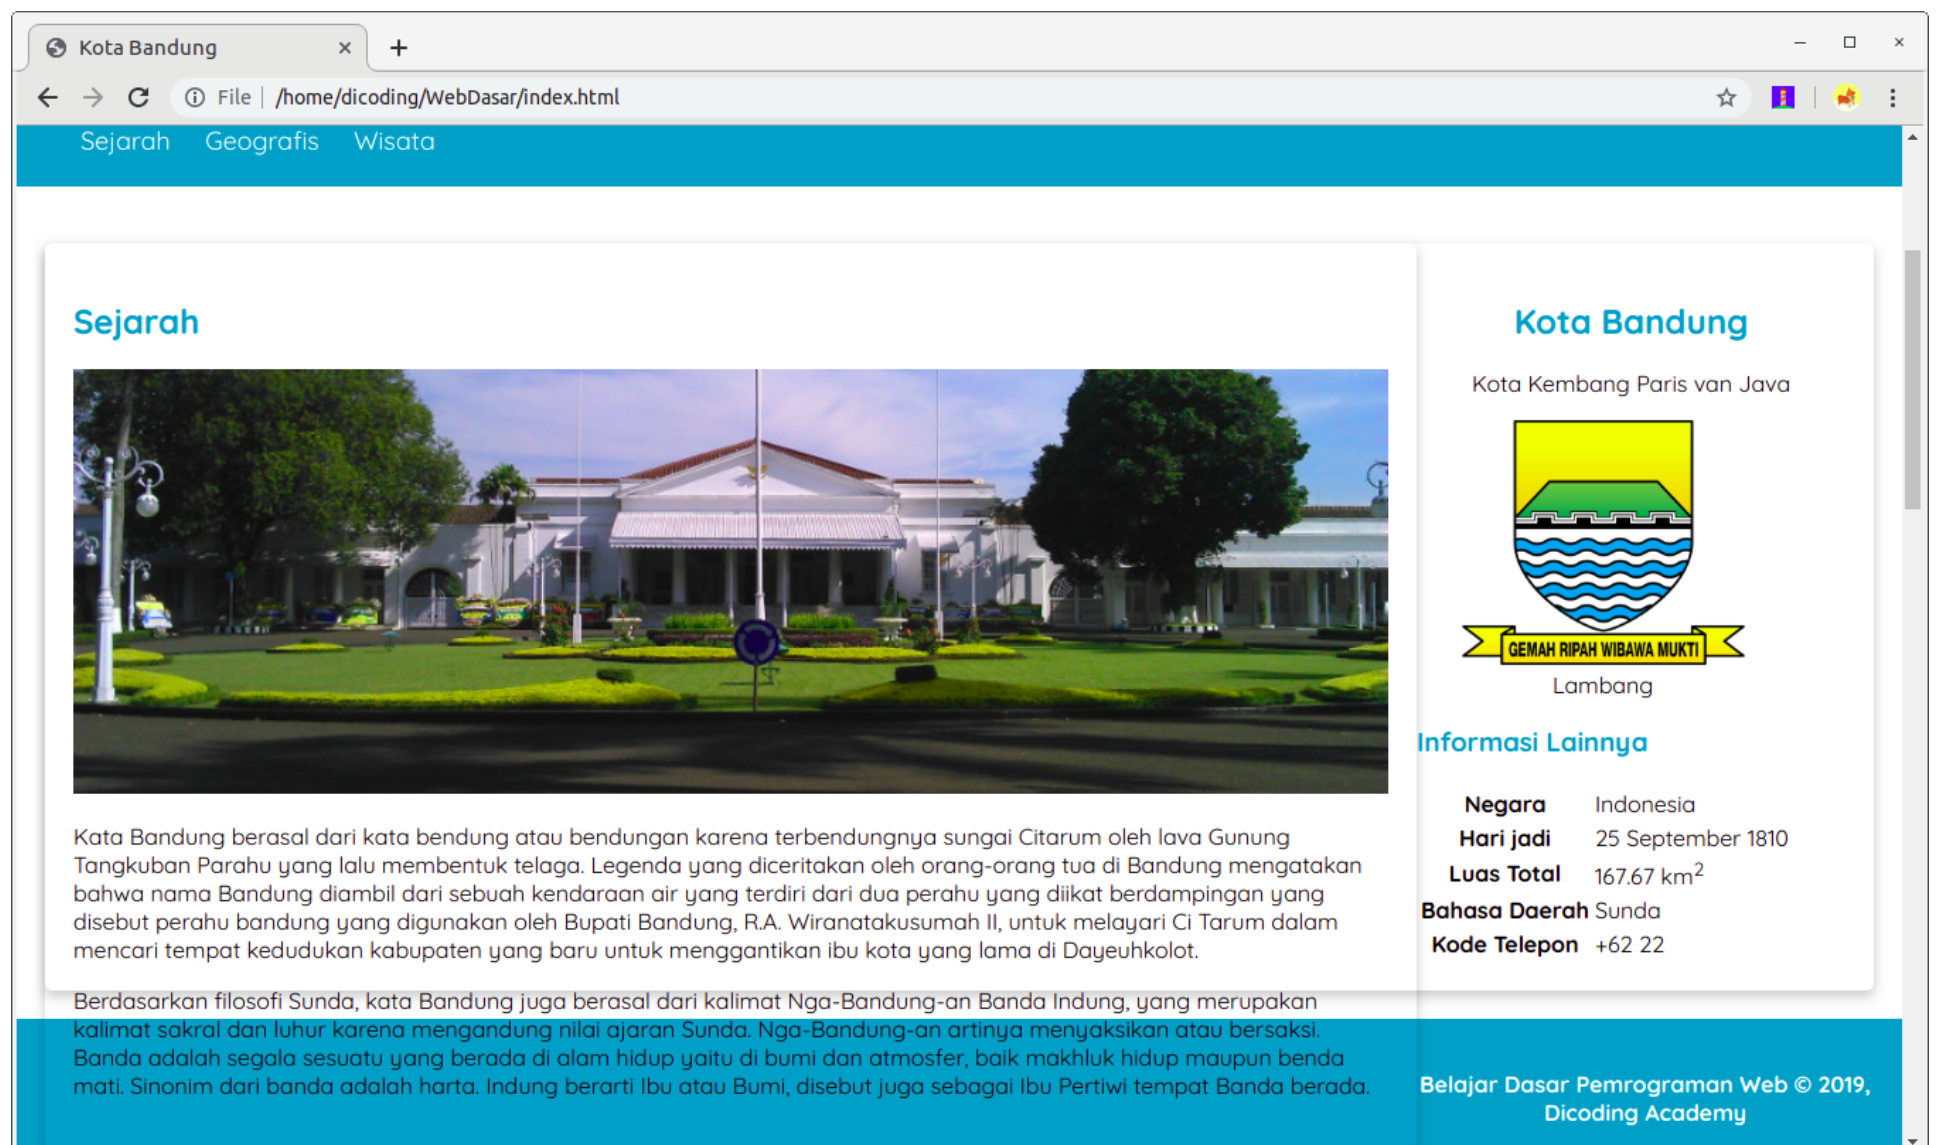 Kota Bandung
File
/home/dicoding/WebDasar/index.html
Sejarah Geografis Wisata
Sejarah
Kata Bandung berasal dari kata bendung atau bendungan karena terbendungnya sungai Citarum oleh lava Gunung
Tangkuban Parahu yang lalu membentuk telaga. Legenda yang diceritakan oleh orang-orang tua di Bandung mengatakan
bahwa nama Bandung diambil dari sebuah kendaraan air yang terdiri dari dua perahu yang diikat berdampingan yang
disebut perahu bandung yang digunakan oleh Bupati Bandung, R.A. Wiranatakusumah II, untuk melayari Ci Tarum dalam
mencari tempat kedudukan kabupaten yang baru untuk menggantikan ibu kota yang lama di Dayeuhkolot.
Berdasarkan filosofi Sunda, kata Bandung juga berasal dari kalimat Nga-Bandung-an Banda Indung, yang merupakan
kalimat sakral dan luhur karena mengandung nilai ajaran Sunda. Nga-Bandung-an artinya menyaksikan atau bersaksi.
Banda adalah segala sesuatu yang berada di alam hidup yaitu di bumi dan atmosfer, baik makhluk hidup maupun benda
mati. Sinonim dari banda adalah harta. Indung berarti Ibu atau Bumi, disebut juga sebagai Ibu Pertiwi tempat Banda berada.
Kota Bandung
Kota Kembang Paris van Java
GEMAH RIPAH WIBAWA MUKTI
Lambang
Informasi Lainnya
Negara Indonesia
Hari jadi 25 September 1810
Luas Total 167.67 km²
Bahasa Daerah Sunda
Kode Telepon +62 22
Belajar Dasar Pemrograman Web © 2019,
Dicoding Academy